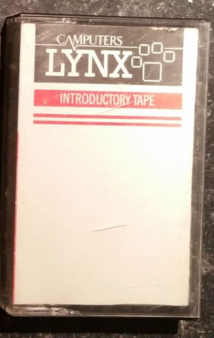 CAMPUTERS
LYNX
INTRODUCTORY TAPE